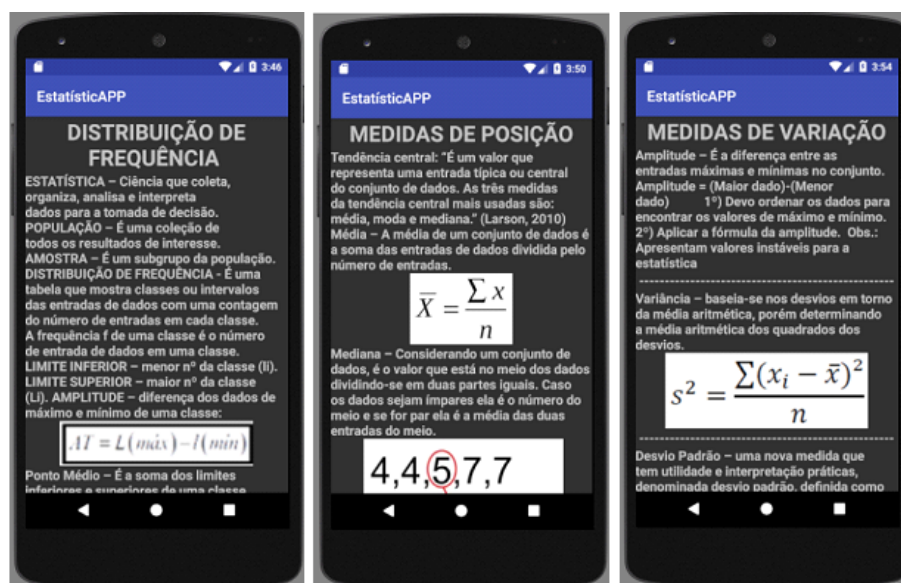 3:46
EstatísticAPP
DISTRIBUIÇÃO DE
FREQUÊNCIA
ESTATÍSTICA – Ciência que coleta,
organiza, analisa e interpreta
dados para a tomada de decisão.
POPULAÇÃO – É uma coleção de
todos os resultados de interesse.
AMOSTRA – É um subgrupo da população.
DISTRIBUIÇÃO DE FREQUÊNCIA - É uma
tabela que mostra classes ou intervalos
das entradas de dados com uma contagem
do número de entradas em cada classe.
A frequência f de uma classe é o número
de entrada de dados em uma classe.
LIMITE INFERIOR – menor nº da classe (li).
LIMITE SUPERIOR – maior nº da classe
(Li). AMPLITUDE – diferença dos dados de
máximo e mínimo de uma classe:
AT = L(máx) – l(mín)
Ponto Médio – É a soma dos limites
inferiores e superiores de uma classe
3:50
EstatísticAPP
MEDIDAS DE POSIÇÃO
Tendência central: “É um valor que
representa uma entrada típica ou central
do conjunto de dados. As três medidas
da tendência central mais usadas são:
média, moda e mediana.” (Larson, 2010)
Média – A média de um conjunto de dados é
a soma das entradas de dados dividida pelo
número de entradas.
X̅ = ∑ x / n
Mediana – Considerando um conjunto de
dados, é o valor que está no meio dos dados
dividindo-se em duas partes iguais. Caso
os dados sejam ímpares ela é o número do
meio e se for par ela é a média das duas
entradas do meio.
4,4,5,7,7
3:54
EstatísticAPP
MEDIDAS DE VARIAÇÃO
Amplitude – É a diferença entre as
entradas máximas e mínimas no conjunto.
Amplitude = (Maior dado)-(Menor
dado) 1º) Devo ordenar os dados para
encontrar os valores de máximo e mínimo.
2º) Aplicar a fórmula da amplitude. Obs.:
Apresentam valores instáveis para a
estatística
Variância – baseia-se nos desvios em torno
da média aritmética, porém determinando
a média aritmética dos quadrados dos
desvios.
s² = ∑(xᵢ – x̄)² / n
Desvio Padrão – uma nova medida que
tem utilidade e interpretação práticas,
denominada desvio padrão, definida como